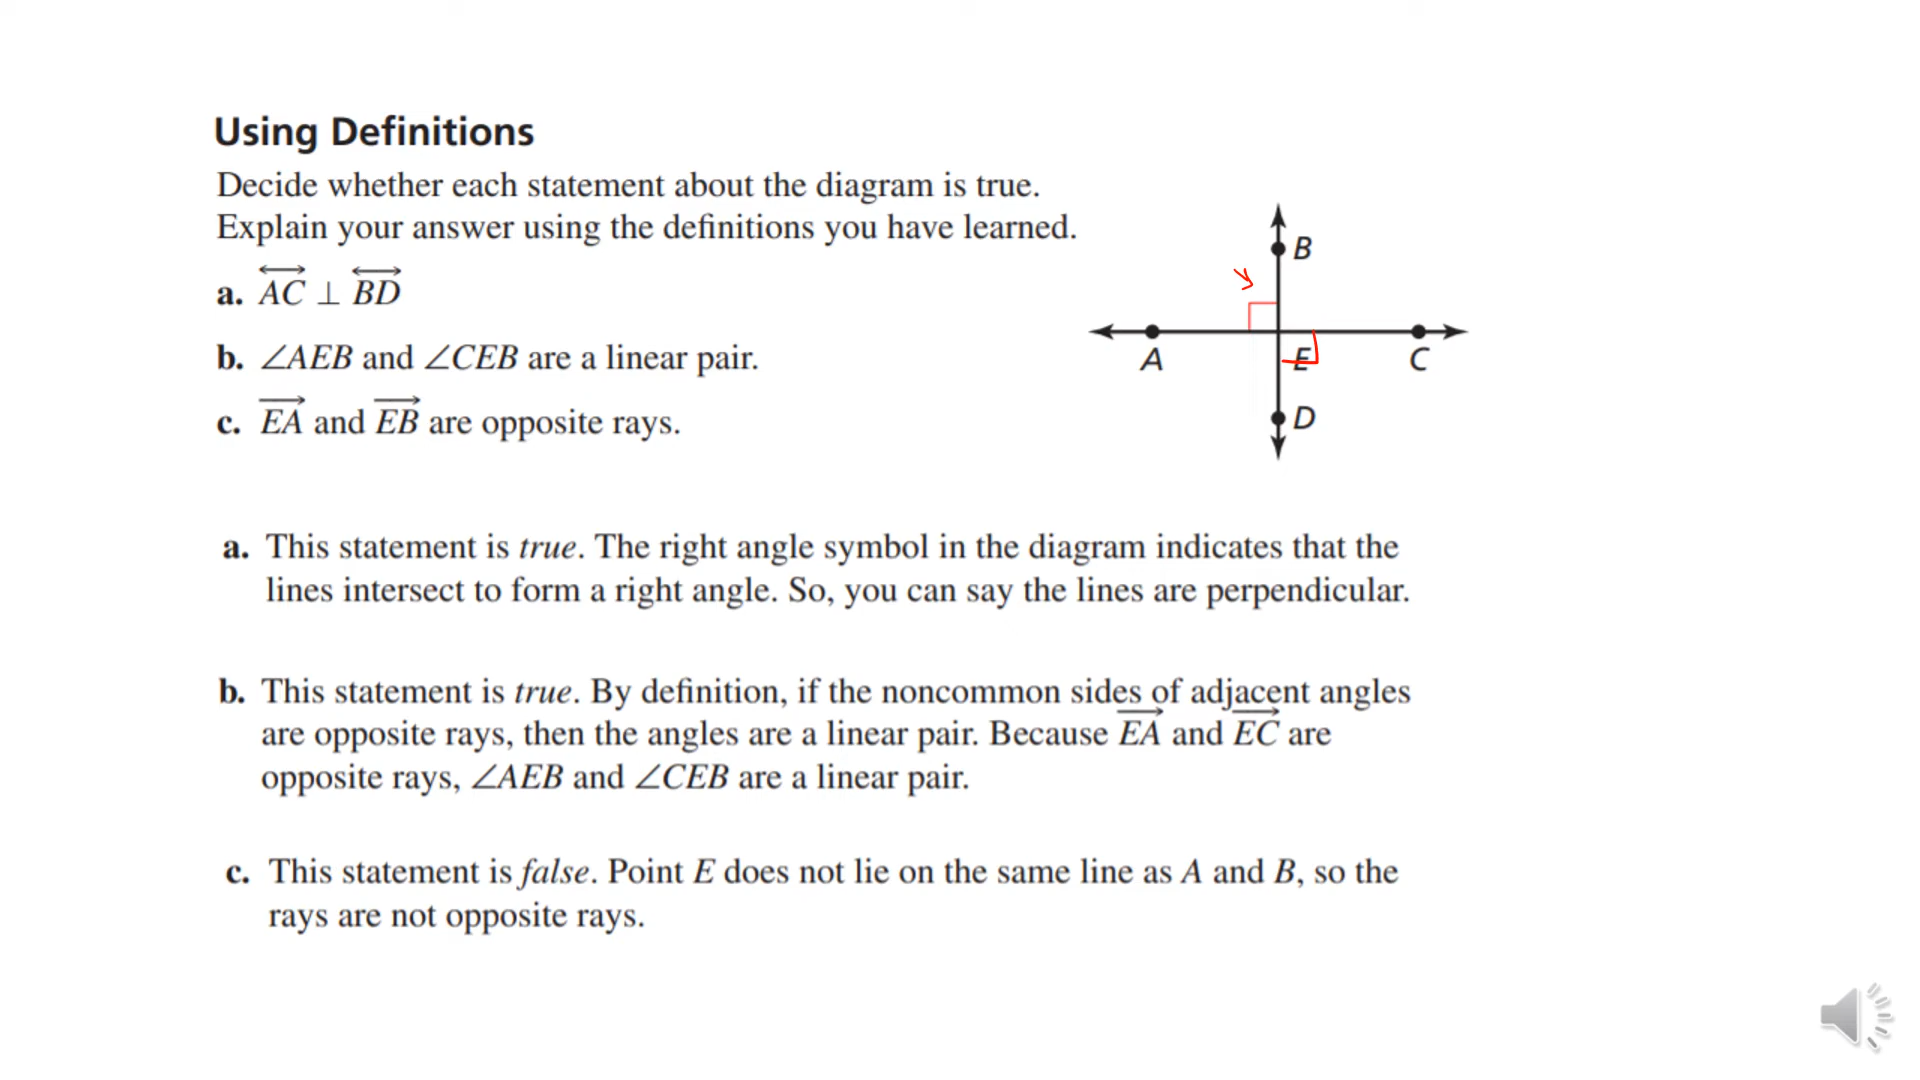 Using Definitions
Decide whether each statement about the diagram is true.
Explain your answer using the definitions you have learned.
a. AC ⊥ BD
b. ∠AEB and ∠CEB are a linear pair.
c. EA and EB are opposite rays.
B
A
E
C
D
a. This statement is true. The right angle symbol in the diagram indicates that the
lines intersect to form a right angle. So, you can say the lines are perpendicular.
b. This statement is true. By definition, if the noncommon sides of adjacent angles
are opposite rays, then the angles are a linear pair. Because EA and EC are
opposite rays, ∠AEB and ∠CEB are a linear pair.
c. This statement is false. Point E does not lie on the same line as A and B, so the
rays are not opposite rays.